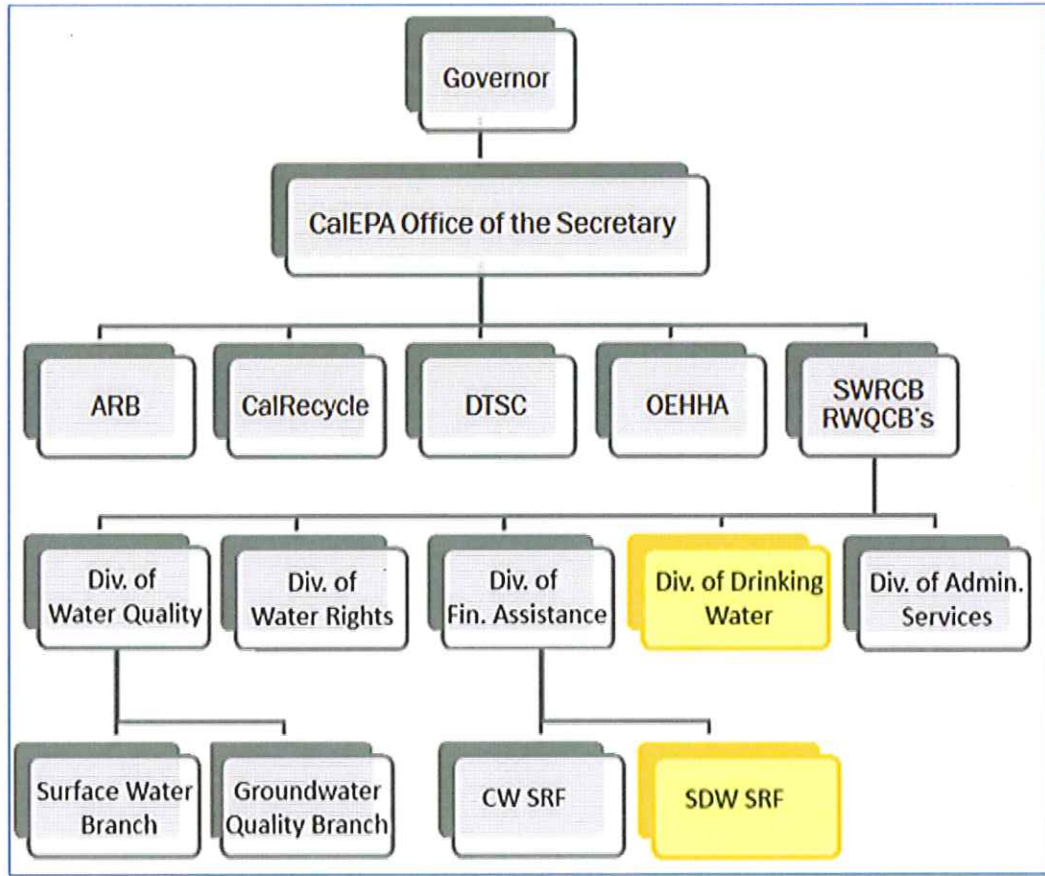 Governor
CalEPA Office of the Secretary
ARB
CalRecycle
DTSC
OEHHA
SWRCB
RWQCB's
Div. of
Water Quality
Div. of
Water Rights
Div. of
Fin. Assistance
Div. of Drinking
Water
Div. of Admin.
Services
Surface Water
Branch
Groundwater
Quality Branch
CW SRF
SDW SRF